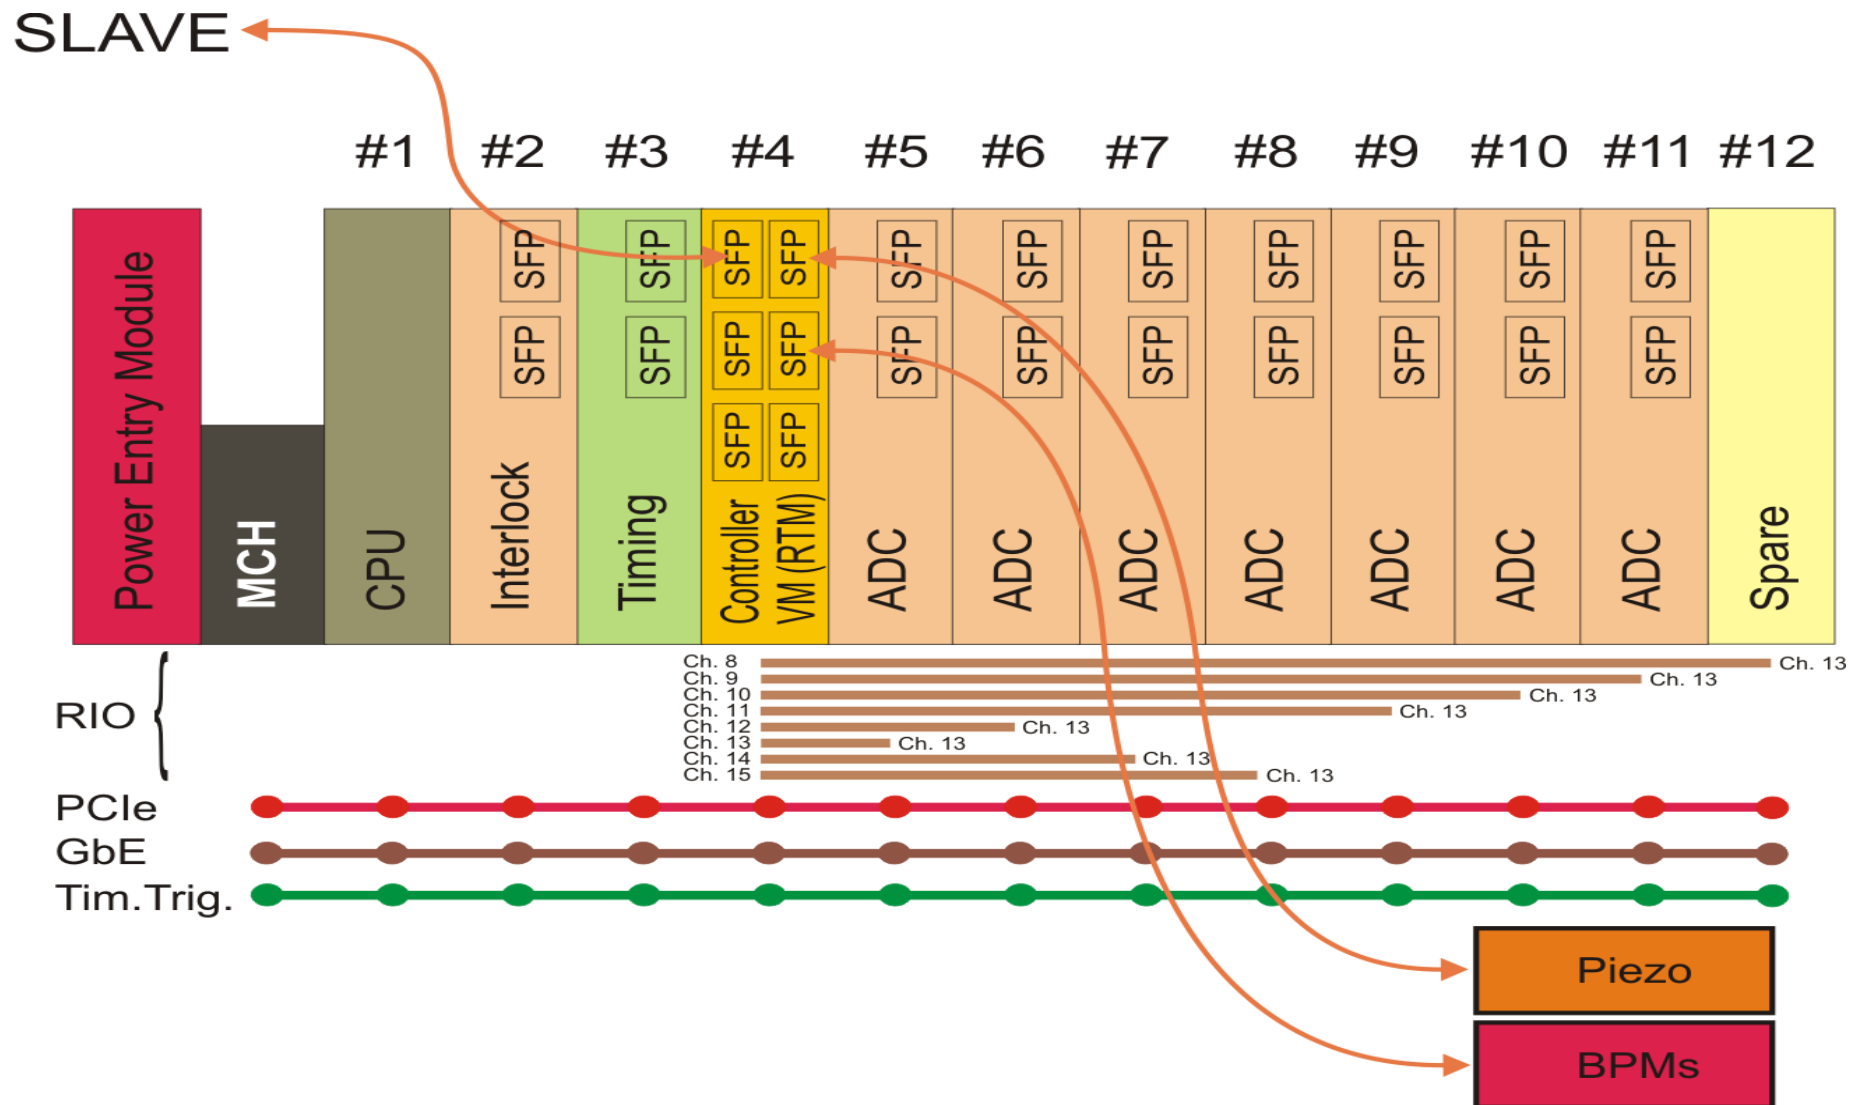 SLAVE
#1 #2 #3 #4 #5 #6 #7 #8 #9 #10 #11 #12
SFP SFP SFP SFP SFP SFP SFP SFP SFP SFP SFP
SFP SFP SFP SFP SFP SFP SFP SFP SFP SFP SFP
SFP SFP
Power Entry Module
MCH
CPU
Interlock
Timing
Controller
VM (RTM)
ADC
ADC
ADC
ADC
ADC
ADC
ADC
Spare
RIO {
Ch. 8 Ch. 13
Ch. 9 Ch. 13
Ch. 10 Ch. 13
Ch. 11 Ch. 13
Ch. 12 Ch. 13
Ch. 13 Ch. 13
Ch. 14 Ch. 13
Ch. 15 Ch. 13
PCIe
GbE
Tim.Trig.
Piezo
BPMs